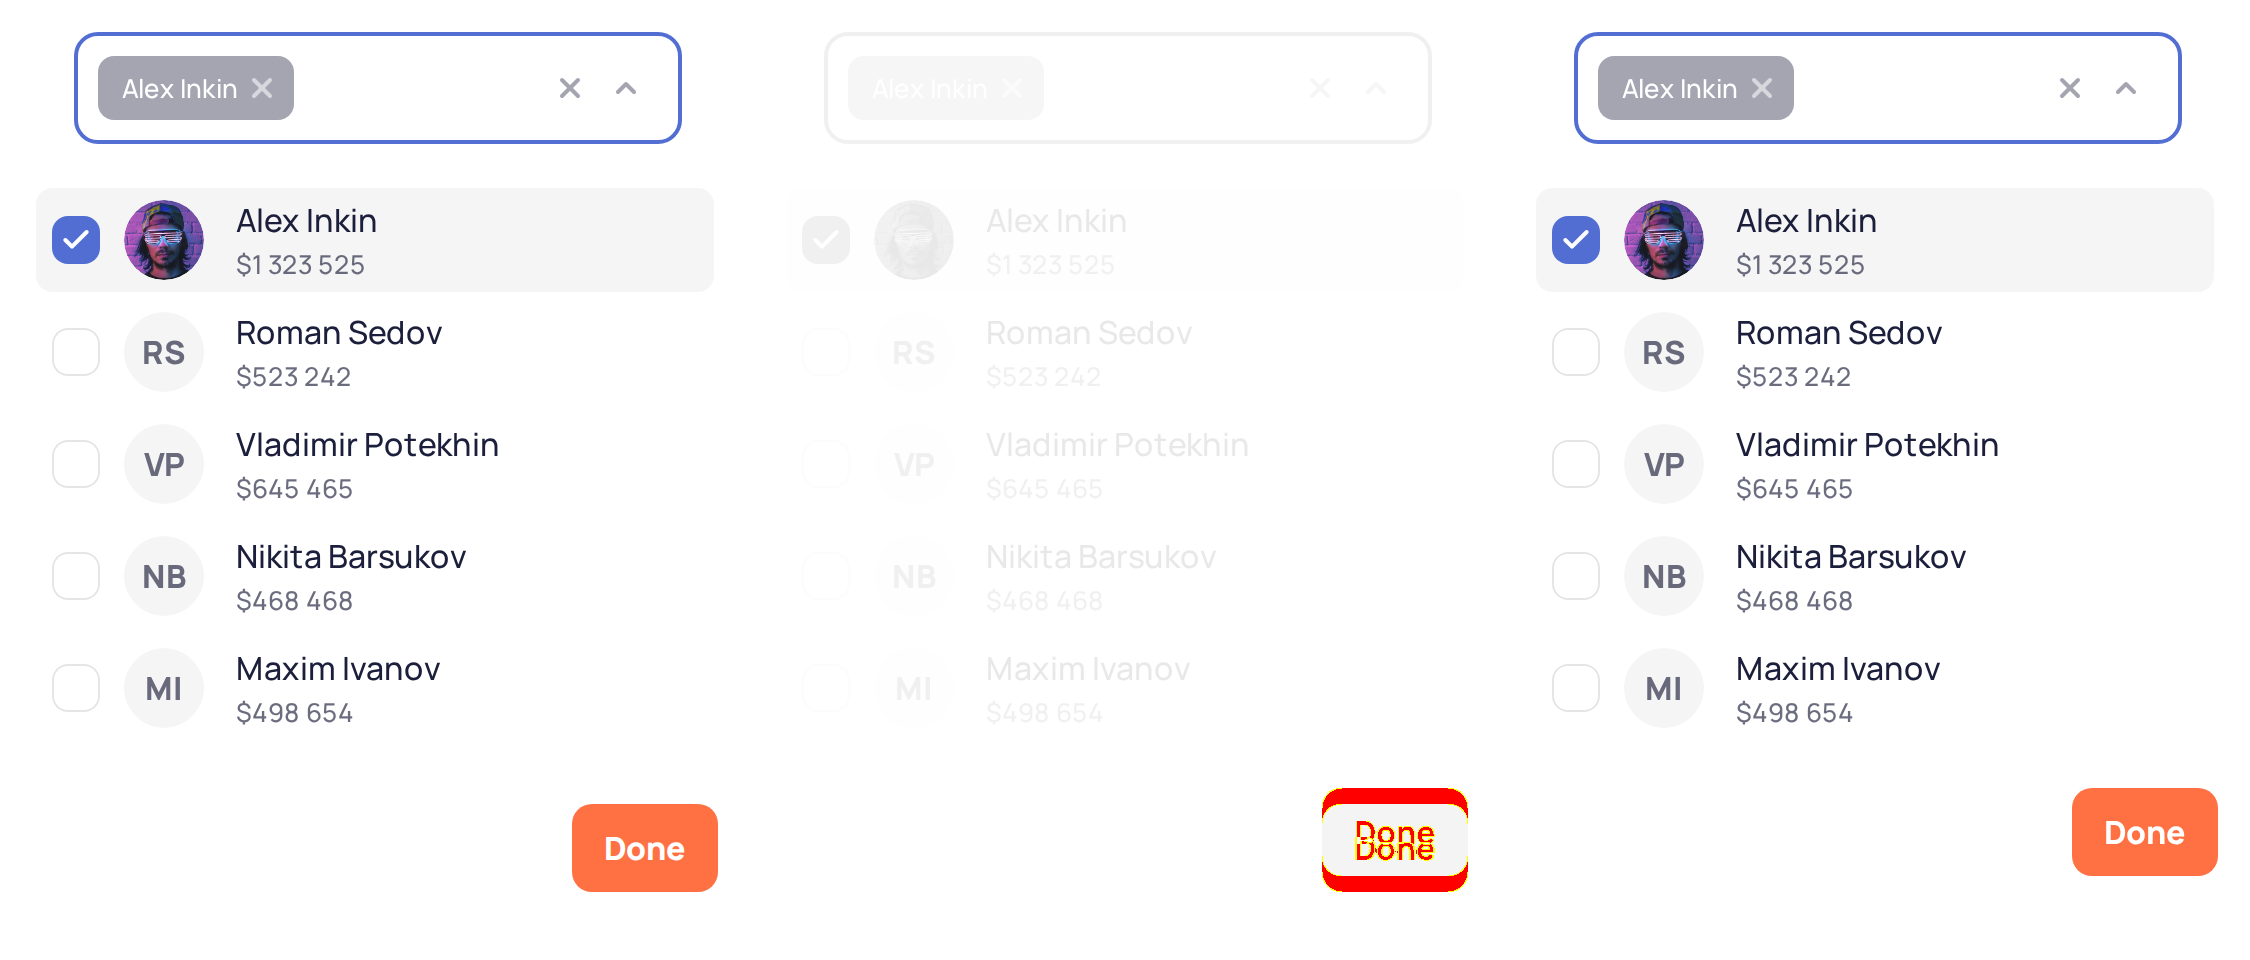 Alex Inkin
Alex Inkin
$1 323 525
RS
Roman Sedov
$523 242
VP
Vladimir Potekhin
$645 465
NB
Nikita Barsukov
$468 468
MI
Maxim Ivanov
$498 654
Done
Alex Inkin
Alex Inkin
$1 323 525
RS
Roman Sedov
$523 242
VP
Vladimir Potekhin
$645 465
NB
Nikita Barsukov
$468 468
MI
Maxim Ivanov
$498 654
Done
Done
Alex Inkin
Alex Inkin
$1 323 525
RS
Roman Sedov
$523 242
VP
Vladimir Potekhin
$645 465
NB
Nikita Barsukov
$468 468
MI
Maxim Ivanov
$498 654
Done